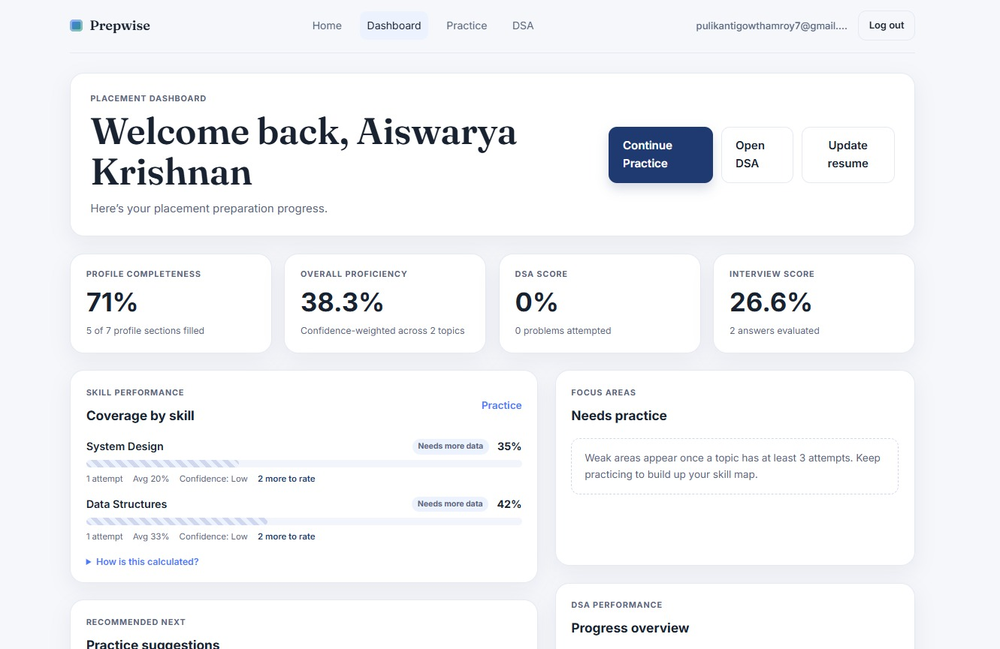 Prepwise
Home
Dashboard
Practice
DSA
pulikantigowthamroy7@gmail....
Log out
PLACEMENT DASHBOARD
Welcome back, Aiswarya
Krishnan
Here’s your placement preparation progress.
Continue
Practice
Open
DSA
Update
resume
PROFILE COMPLETENESS
71%
5 of 7 profile sections filled
OVERALL PROFICIENCY
38.3%
Confidence-weighted across 2 topics
DSA SCORE
0%
0 problems attempted
INTERVIEW SCORE
26.6%
2 answers evaluated
SKILL PERFORMANCE
Coverage by skill
Practice
System Design
Needs more data
35%
1 attempt
Avg 20%
Confidence: Low
2 more to rate
Data Structures
Needs more data
42%
1 attempt
Avg 33%
Confidence: Low
2 more to rate
How is this calculated?
FOCUS AREAS
Needs practice
Weak areas appear once a topic has at least 3 attempts. Keep
practicing to build up your skill map.
RECOMMENDED NEXT
Practice suggestions
DSA PERFORMANCE
Progress overview